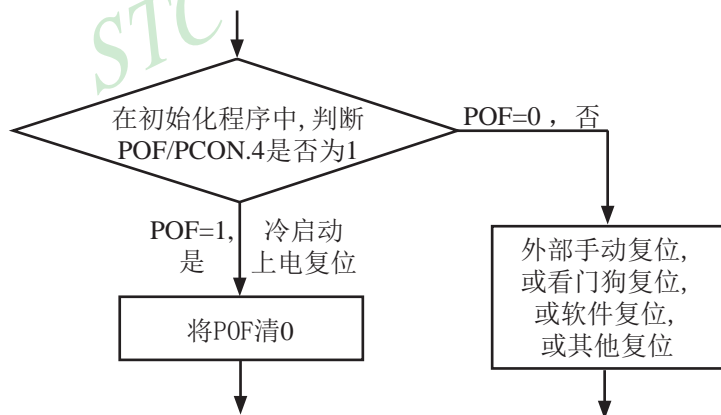 STC
在初始化程序中,判断
POF/PCON.4是否为1
POF=0 , 否
POF=1, 冷启动
是 上电复位
外部手动复位,
或看门狗复位,
或软件复位,
或其他复位
将POF清0